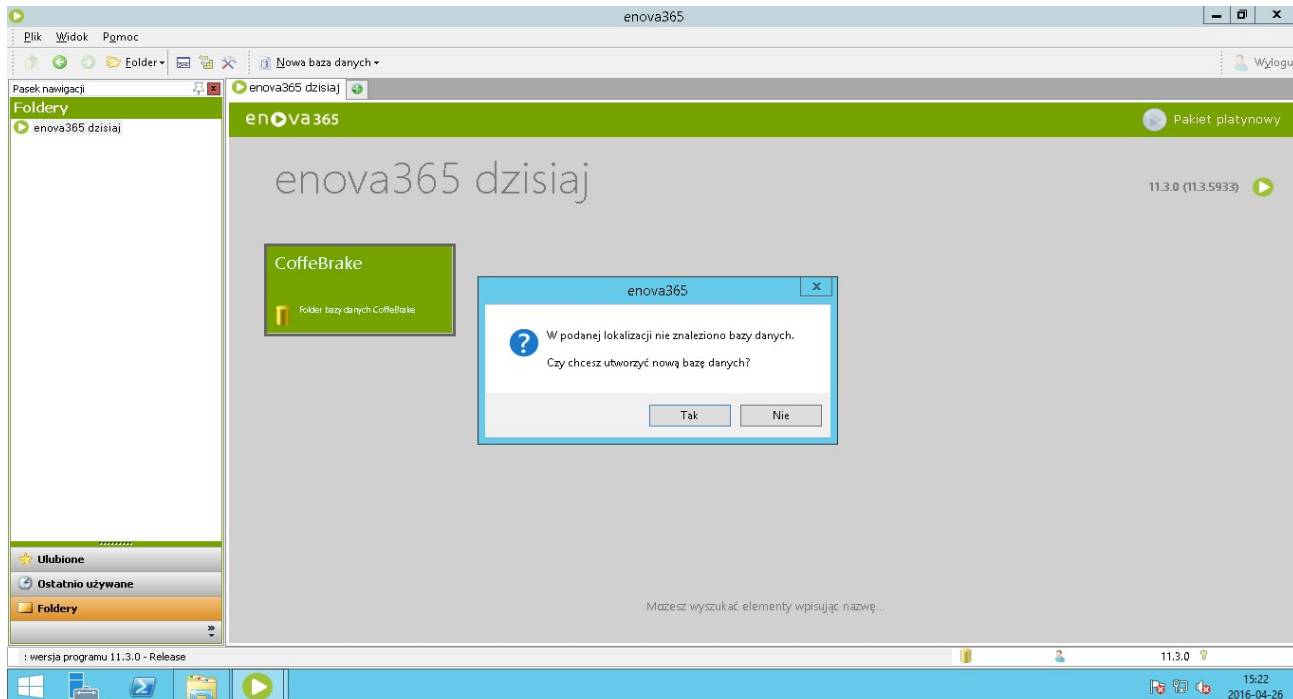 enova365
Plik Widok Pomoc
Folder Nowa baza danych
Pasek nawigacji
enova365 dzisiaj
Foldery
enova365 dzisiaj
enova365
Pakiet platynowy
enova365 dzisiaj
11.3.0 (11.3.5933)
CoffeBrake
Folder bazy danych CoffeBrake
enova365
W podanej lokalizacji nie znaleziono bazy danych.
Czy chcesz utworzyć nową bazę danych?
Tak Nie
Ulubione
Ostatnio używane
Foldery
Możesz wyszukać elementy wpisując nazwę...
: wersja programu 11.3.0 - Release
11.3.0
15:22
2016-04-26